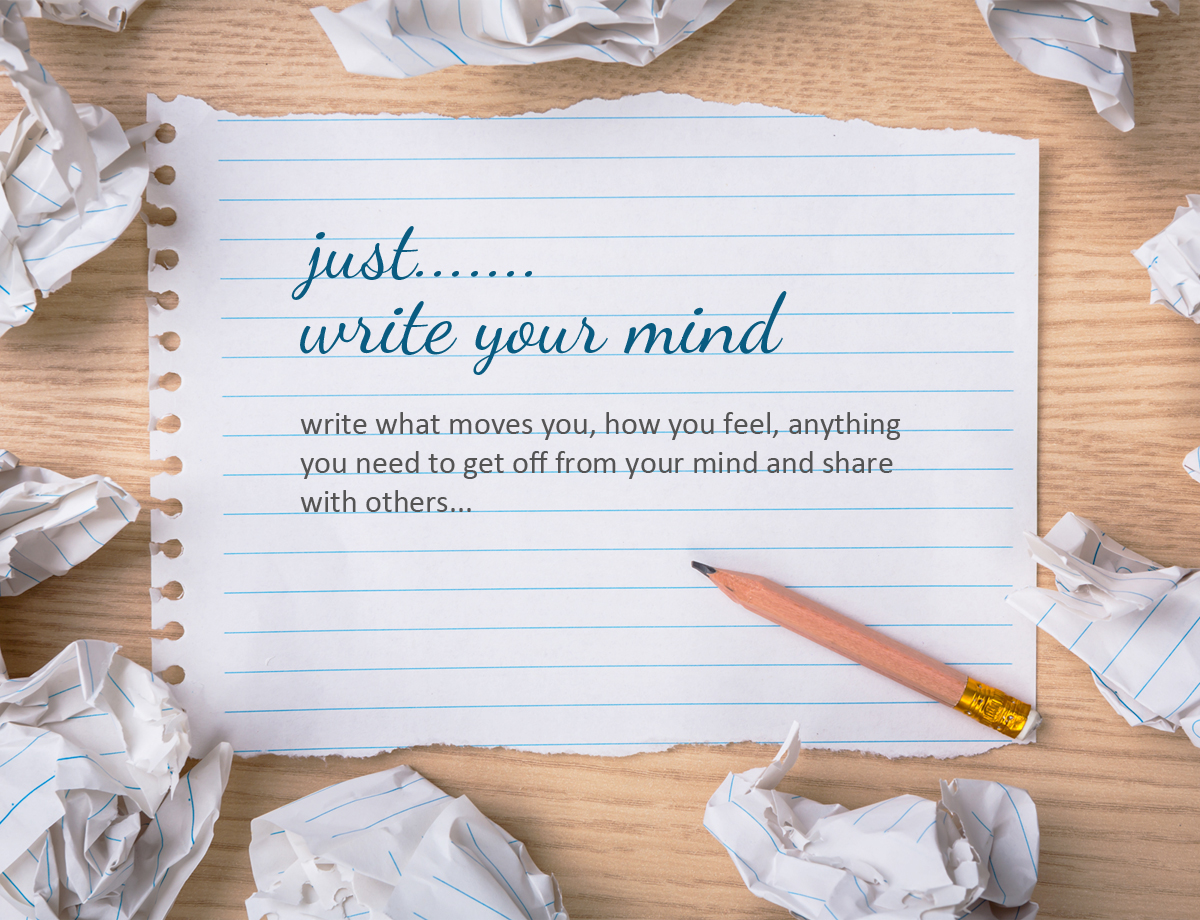 just.......
write your mind
write what moves you, how you feel, anything
you need to get off from your mind and share
with others...